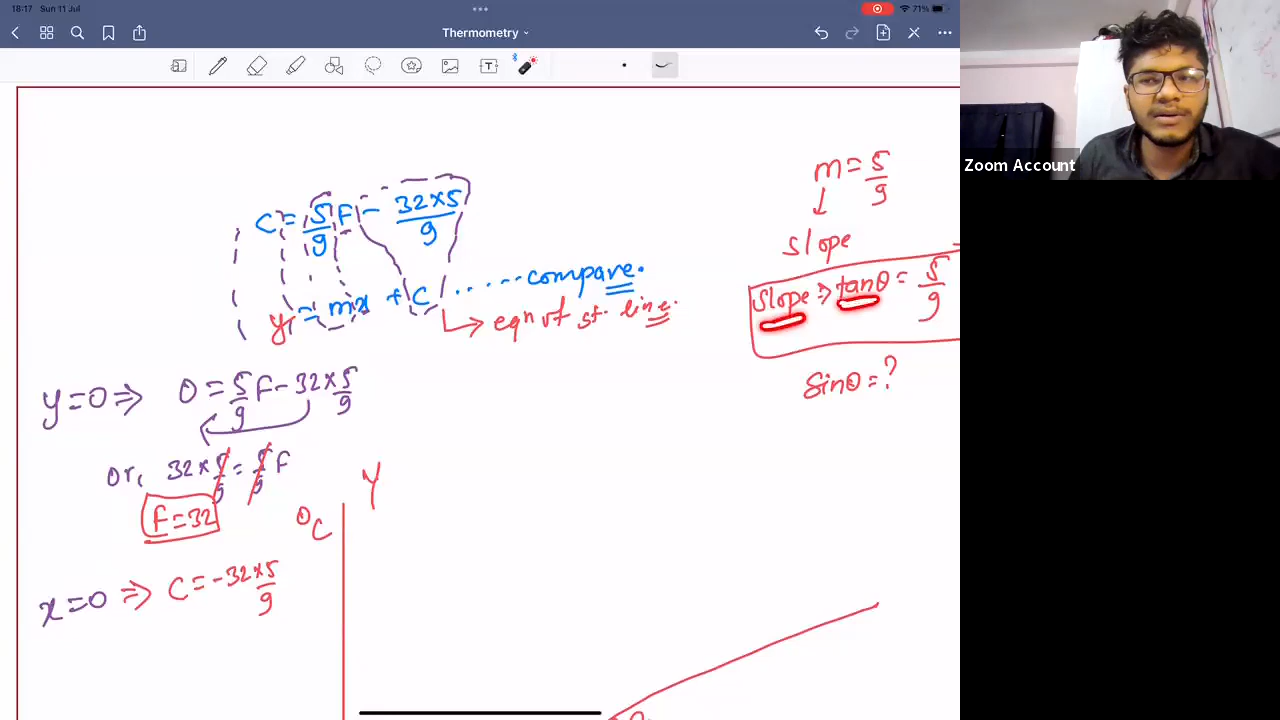 18:17 Sun 11 Jul
71%
Thermometry
C = 5/9 F - 32×5/9
y = mx + C ...... compare.
eqn of st. line.
y=0 ⇒ 0 = 5/9 F - 32×5/9
or, 32×5/9 = 5/9 F
F=32
x=0 ⇒ C = -32×5/9
°C
Y
θ
m = 5/9
slope
slope ⇒ tanθ = 5/9
sinθ = ?
Zoom Account